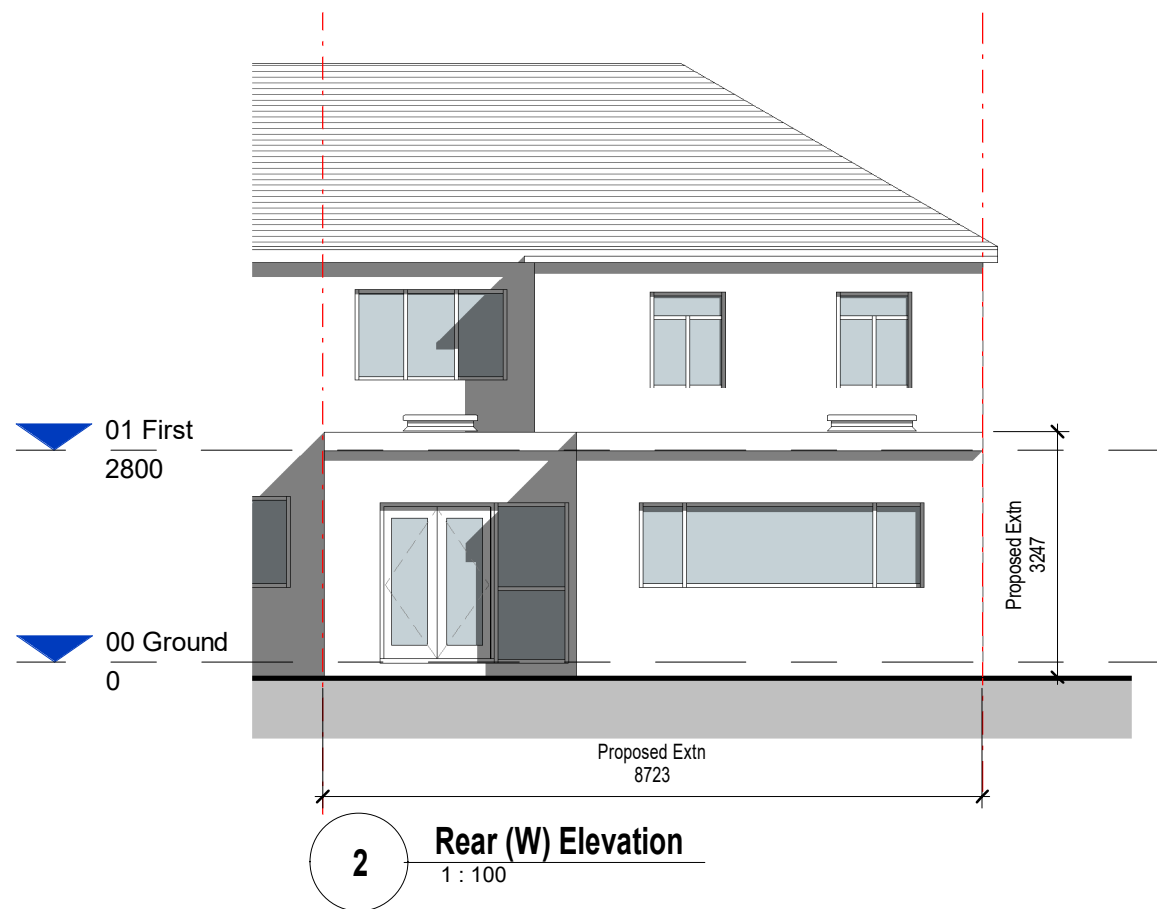 01 First
2800
Proposed Extn
3247
00 Ground
0
Proposed Extn
8723
2
Rear (W) Elevation
1 : 100